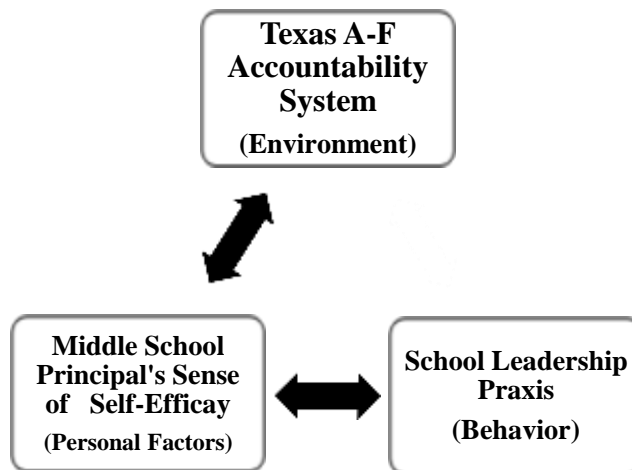 Texas A-F
Accountability
System
(Environment)
Middle School
Principal's Sense
of Self-Efficay
(Personal Factors)
School Leadership
Praxis
(Behavior)